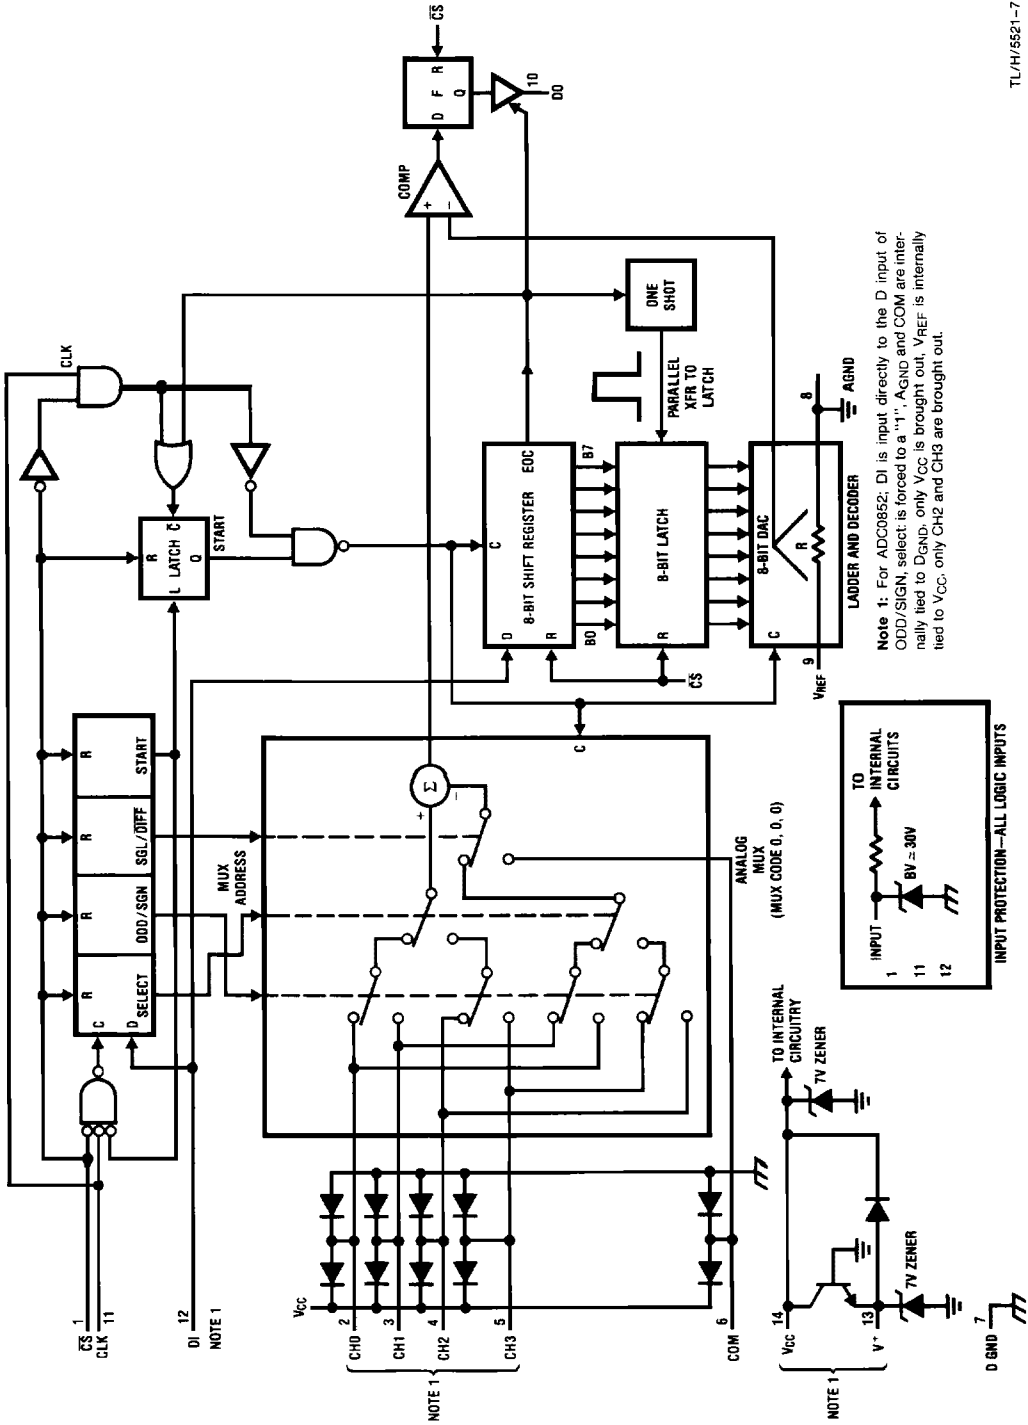 TL/H/5521–7
C̅S̅
D F R
Q
10
DO
COMP
+
−
CLK
R
L LATCH C̅
Q
START
ONE
SHOT
PARALLEL
XFR TO
LATCH
C
8-BIT SHIFT REGISTER
EOC
D
R
B0
B7
8-BIT LATCH
R
C̅S̅
8-BIT DAC
R
C
LADDER AND DECODER
8
AGND
9
VREF
Note 1: For ADC0852; DI is input directly to the D input of
ODD/SIGN, select is forced to a "1", AGND and COM are inter-
nally tied to DGND, only VCC is brought out, VREF is internally
tied to VCC, only CH2 and CH3 are brought out.
R
R
R
R
SELECT
ODD/SGN
SGL/D̅I̅F̅F̅
START
C
D
MUX
ADDRESS
C
Σ
+
−
ANALOG
MUX
(MUX CODE 0, 0, 0)
C̅S̅ 1
CLK 11
DI 12
NOTE 1
VCC
2
CH0
3
CH1
4
CH2
5
CH3
NOTE 1
6
COM
TO
INTERNAL
CIRCUITS
INPUT
BV ≃ 30V
1
11
12
INPUT PROTECTION—ALL LOGIC INPUTS
TO INTERNAL
CIRCUITRY
7V ZENER
14
VCC
13
V+
7V ZENER
NOTE 1
7
D GND